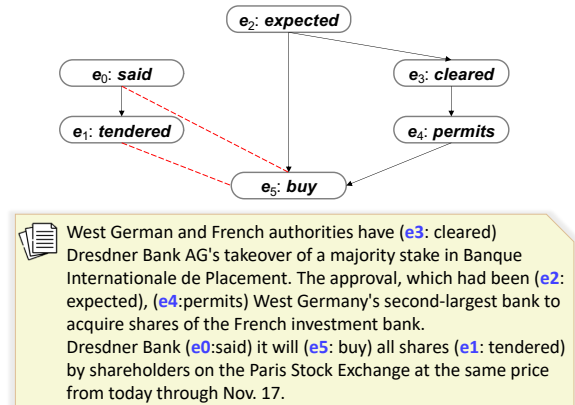 e2: expected
e0: said
e3: cleared
e1: tendered
e4: permits
e5: buy
West German and French authorities have (e3: cleared)
Dresdner Bank AG's takeover of a majority stake in Banque
Internationale de Placement. The approval, which had been (e2:
expected), (e4:permits) West Germany's second-largest bank to
acquire shares of the French investment bank.
Dresdner Bank (e0:said) it will (e5: buy) all shares (e1: tendered)
by shareholders on the Paris Stock Exchange at the same price
from today through Nov. 17.